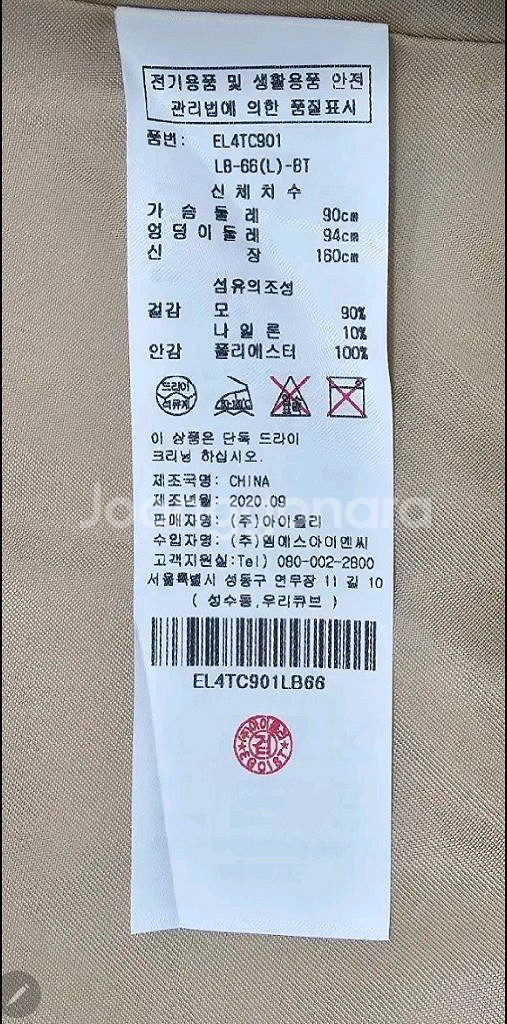 전기용품 및 생활용품 안전
관리법에 의한 품질표시
품번: EL4TC901
LB-66(L)-BT
신체치수
가슴둘레 90cm
엉덩이둘레 94cm
신장 160cm
섬유의조성
겉감 모 90%
나일론 10%
안감 폴리에스터 100%
드라이
석유계
이 상품은 단독 드라이
크리닝 하십시오.
제조국명: CHINA
제조년월: 2020.09
판매자명: (주)아이올리
수입자명: (주)원에스아이엔씨
고객지원실:Tel) 080-002-2800
서울특별시 성동구 연무장 11 길 10
( 성수동,우리큐브 )
EL4TC901LB66
검
EGOIST